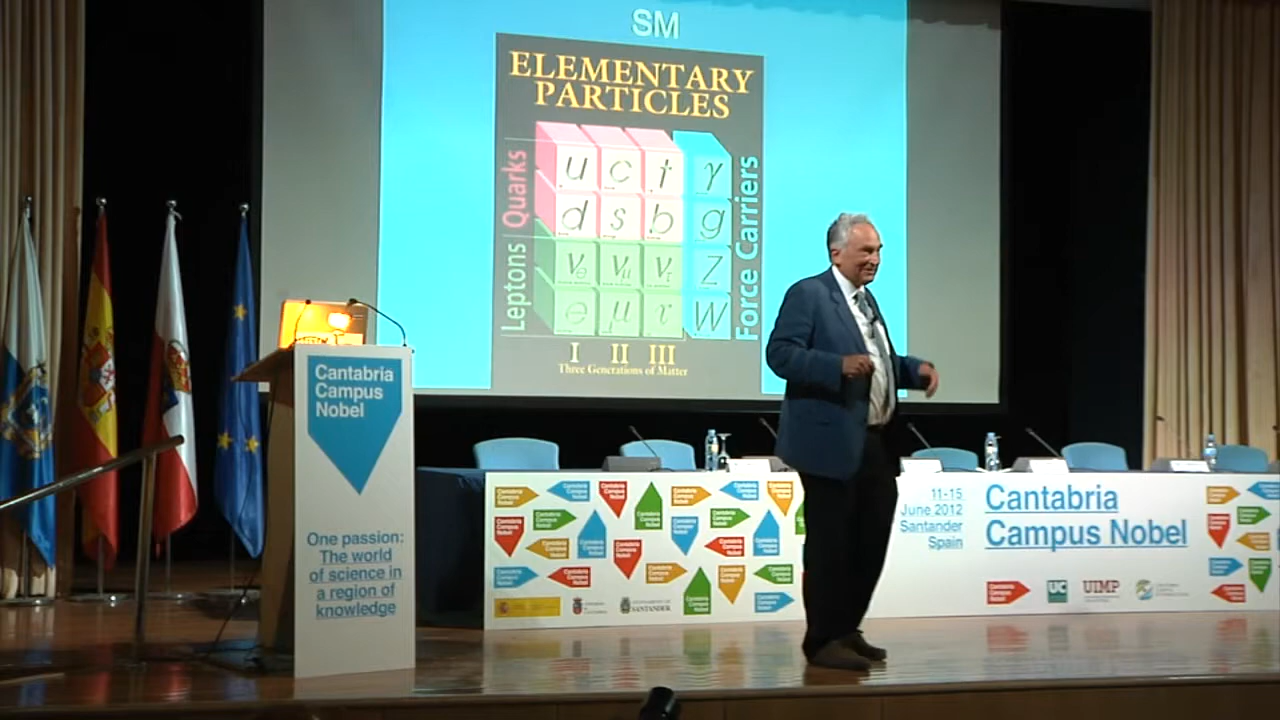 SM
ELEMENTARY
PARTICLES
Quarks
Leptons
Force Carriers
u c t γ
d s b g
νe νμ ντ Z
e μ τ W
I II III
Three Generations of Matter
Cantabria
Campus
Nobel
One passion:
The world
of science in
a region of
knowledge
11-15
June 2012
Santander
Spain
Cantabria
Campus Nobel
SANTANDER
UC
UIMP